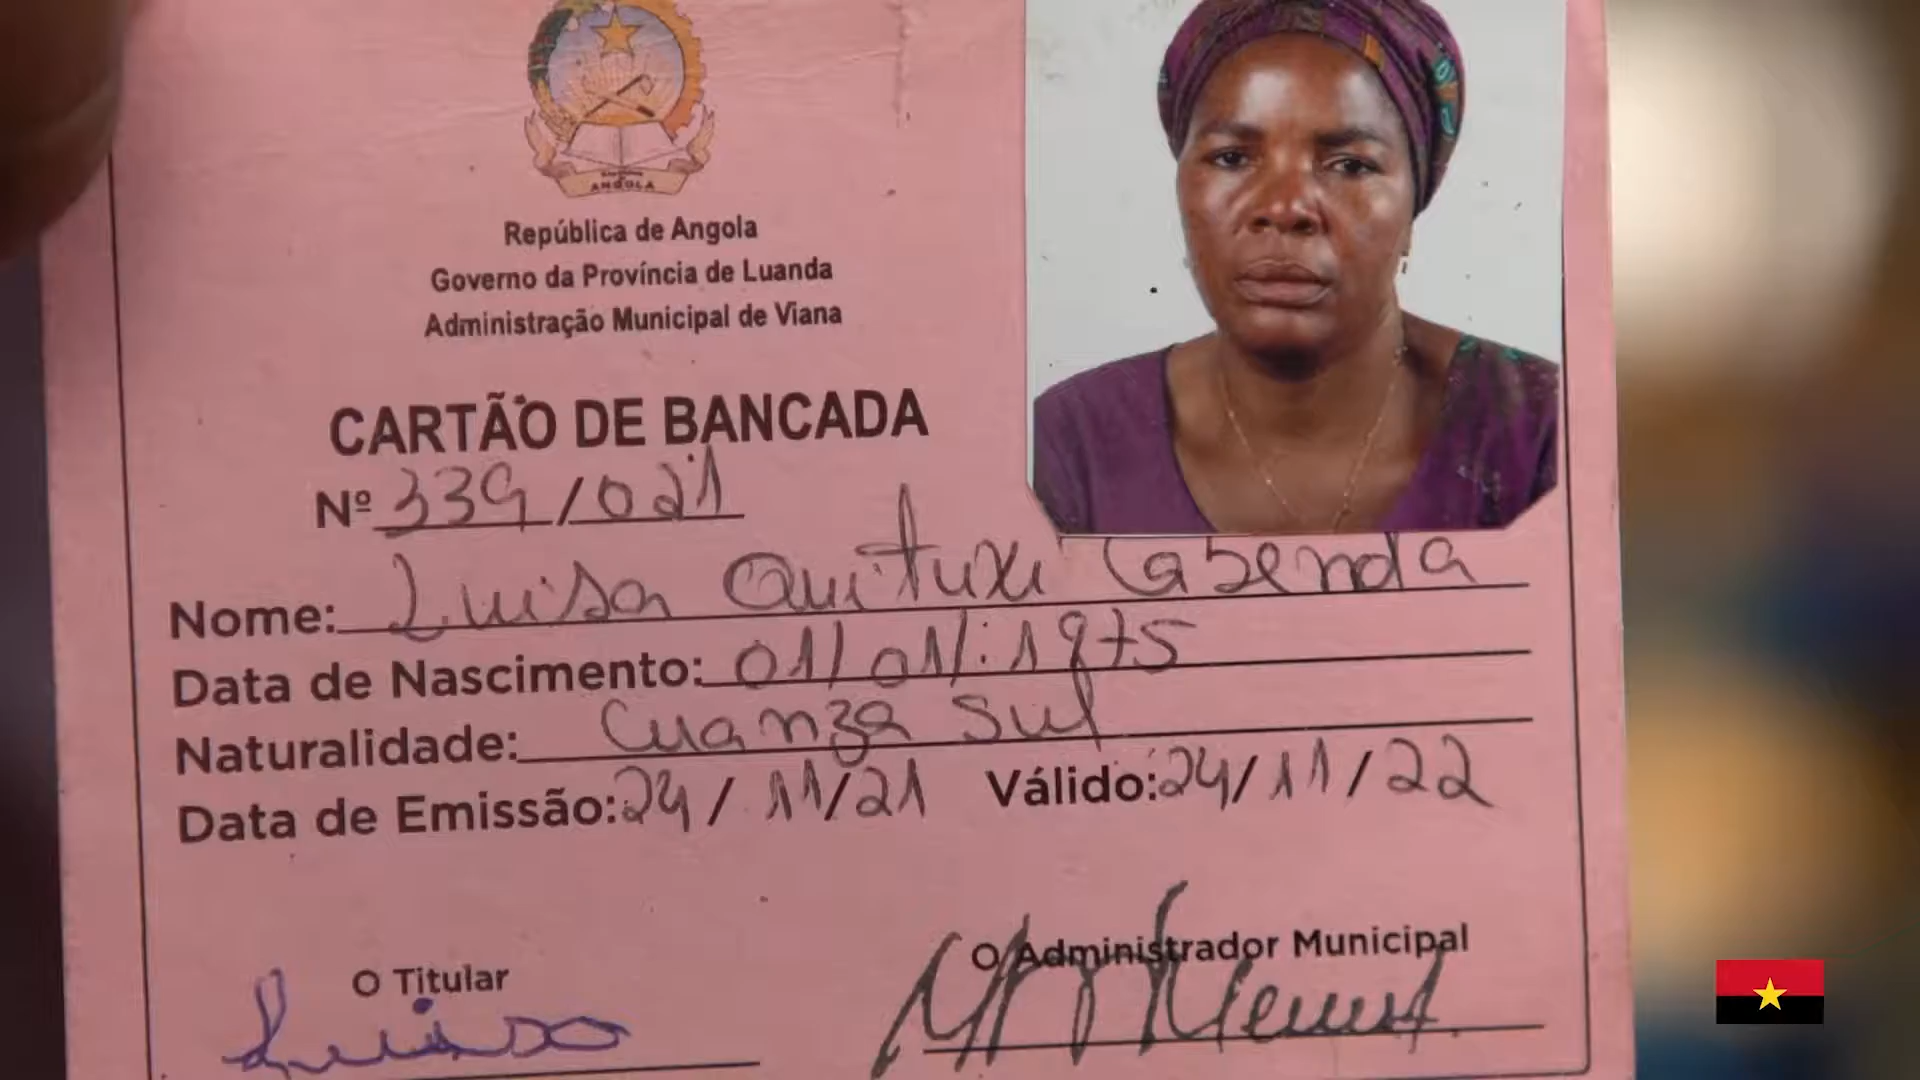 ANGOLA
República de Angola
Governo da Província de Luanda
Administração Municipal de Viana
CARTÃO DE BANCADA
Nº 339/021
Nome: Luisa Quituxi Cabenda
Data de Nascimento: 01/01/1975
Naturalidade: Cuanza Sul
Data de Emissão: 24/11/21 Válido: 24/11/22
O Titular
Luisa
O Administrador Municipal